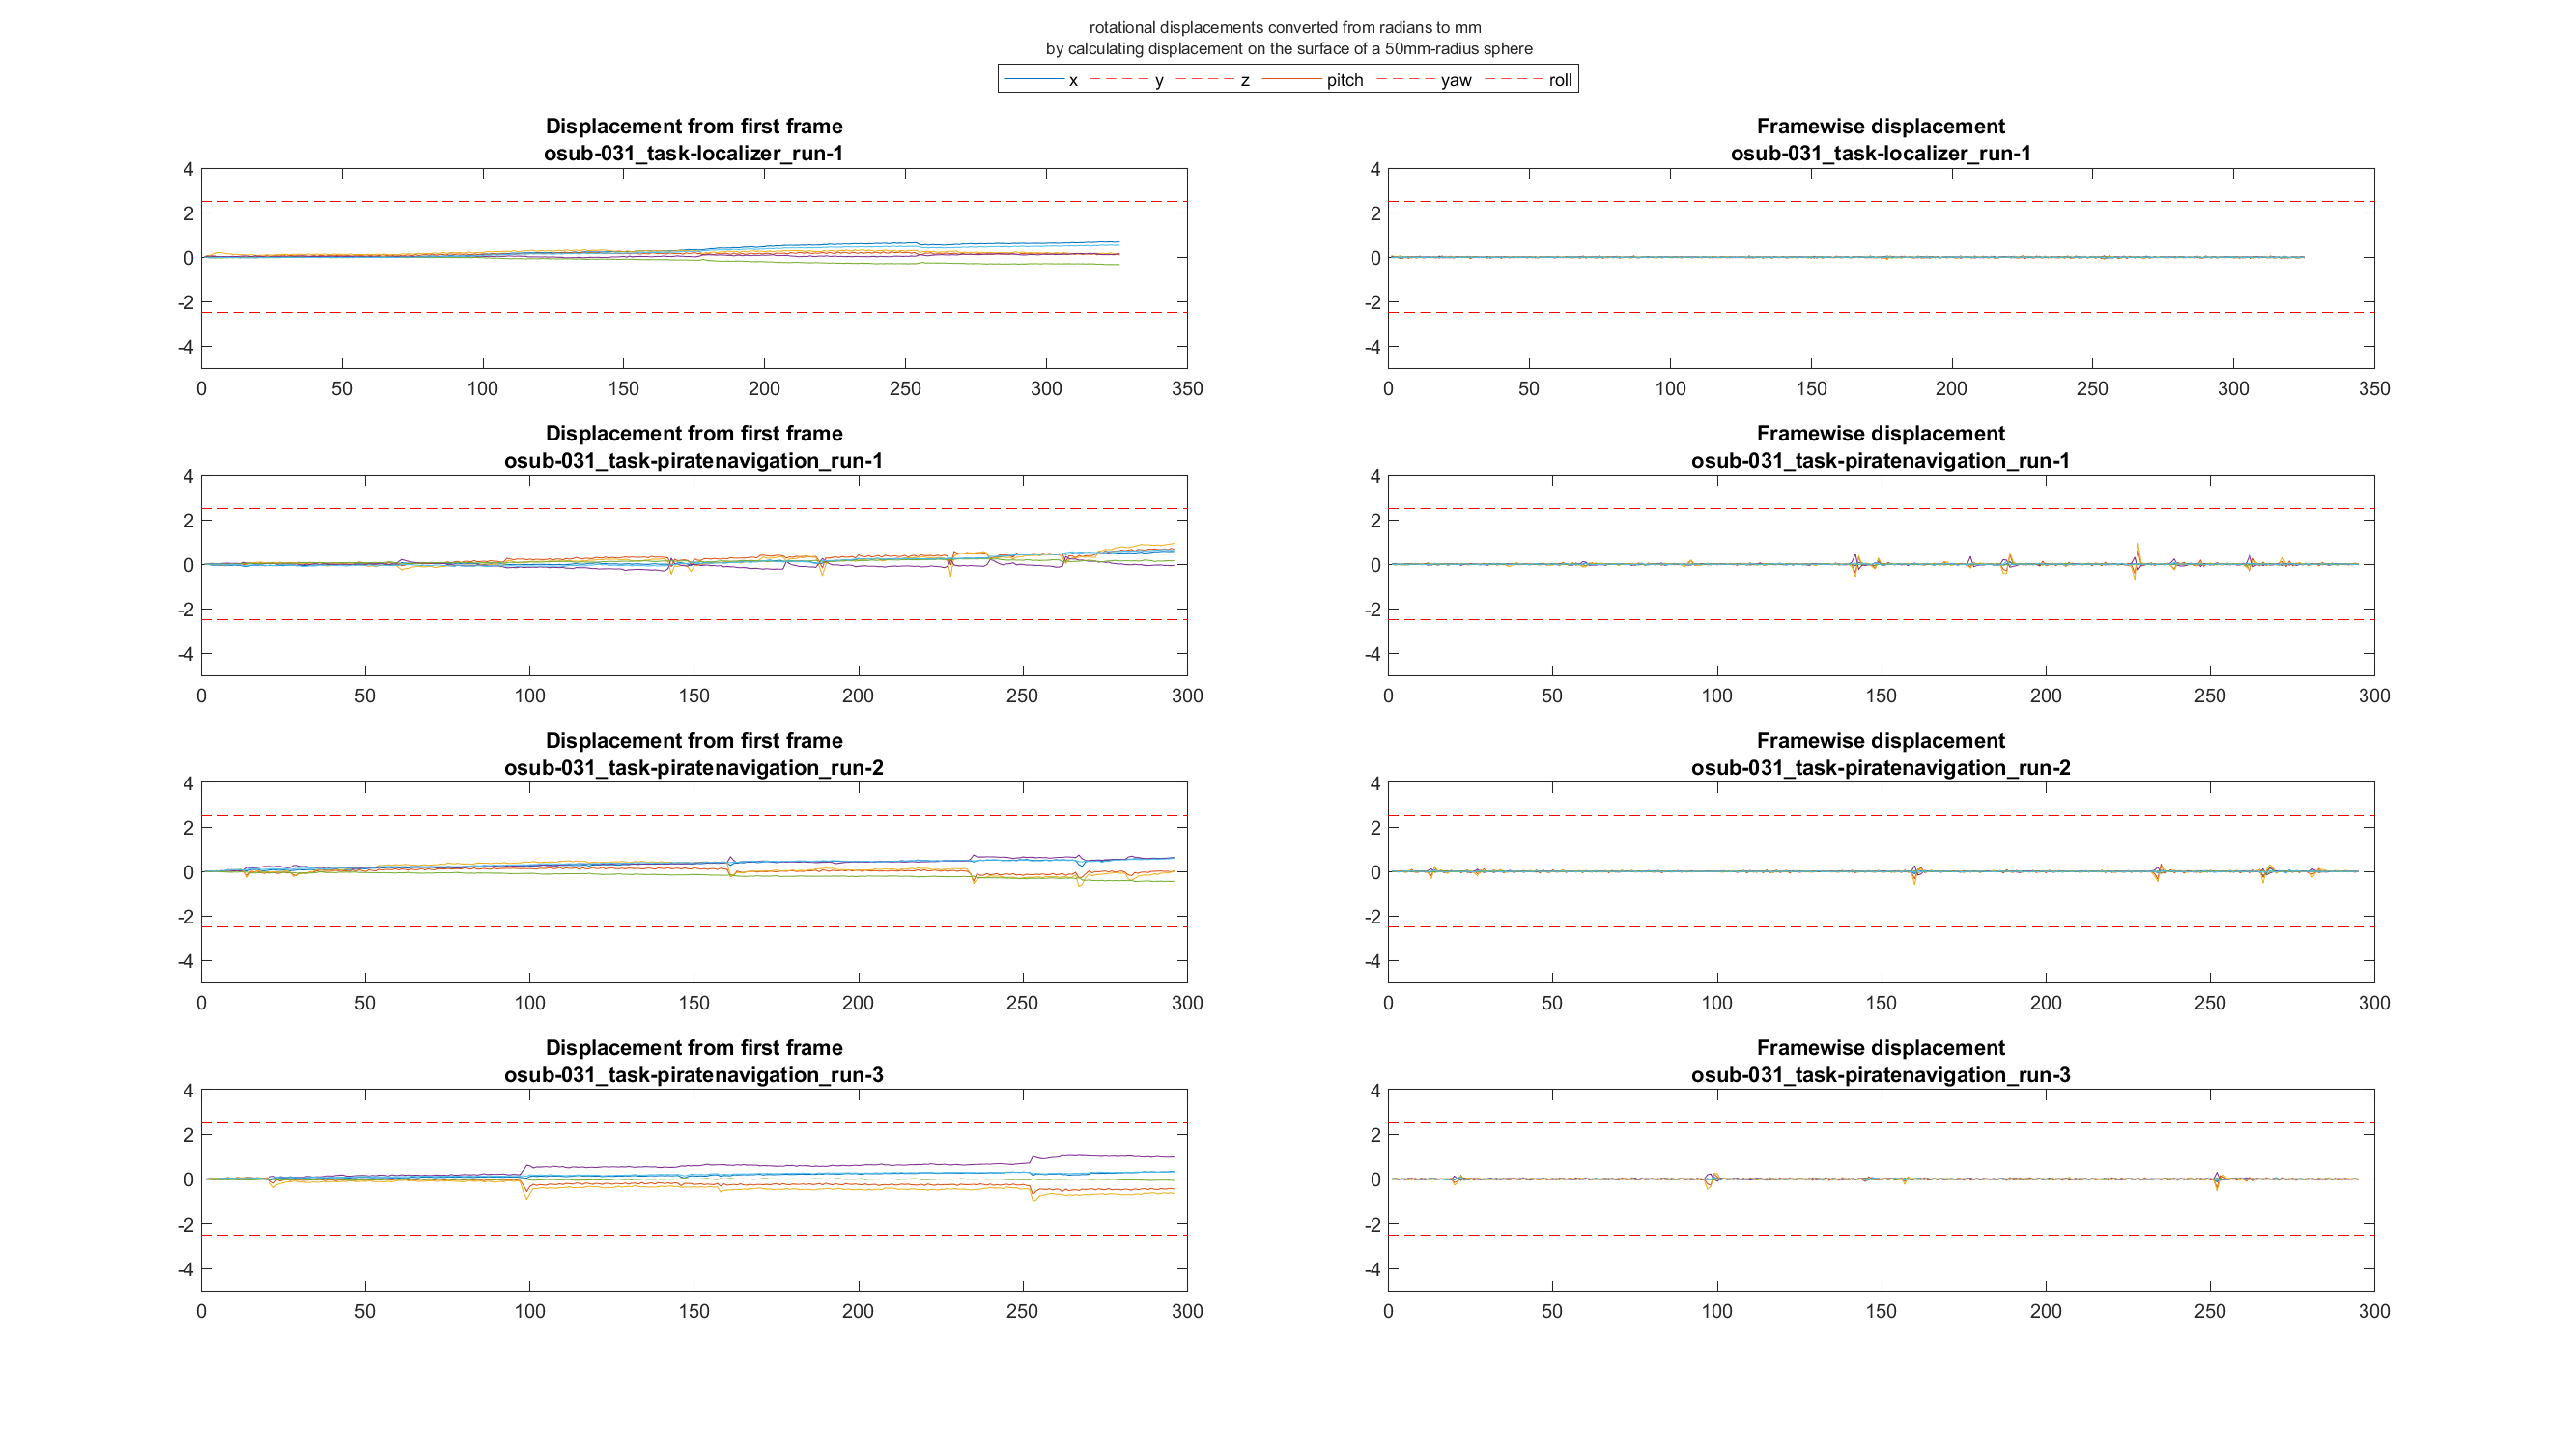 rotational displacements converted from radians to mm
by calculating displacement on the surface of a 50mm-radius sphere
x y z pitch yaw roll
Displacement from first frame
osub-031_task-localizer_run-1
4
2
0
-2
-4
0 50 100 150 200 250 300 350
Framewise displacement
osub-031_task-localizer_run-1
4
2
0
-2
-4
0 50 100 150 200 250 300 350
Displacement from first frame
osub-031_task-piratenavigation_run-1
4
2
0
-2
-4
0 50 100 150 200 250 300
Framewise displacement
osub-031_task-piratenavigation_run-1
4
2
0
-2
-4
0 50 100 150 200 250 300
Displacement from first frame
osub-031_task-piratenavigation_run-2
4
2
0
-2
-4
0 50 100 150 200 250 300
Framewise displacement
osub-031_task-piratenavigation_run-2
4
2
0
-2
-4
0 50 100 150 200 250 300
Displacement from first frame
osub-031_task-piratenavigation_run-3
4
2
0
-2
-4
0 50 100 150 200 250 300
Framewise displacement
osub-031_task-piratenavigation_run-3
4
2
0
-2
-4
0 50 100 150 200 250 300